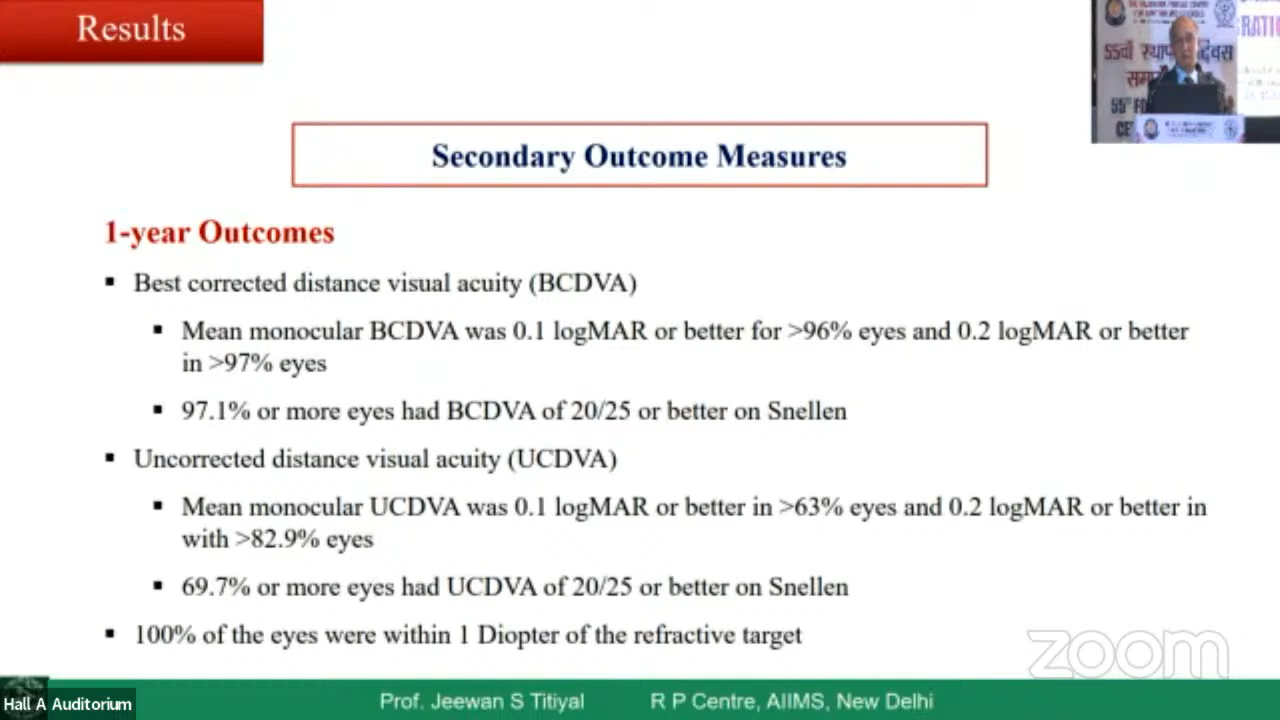 Results
55वां स्थापना दिवस
RATIO
55
Secondary Outcome Measures
1-year Outcomes
▪ Best corrected distance visual acuity (BCDVA)
▪ Mean monocular BCDVA was 0.1 logMAR or better for >96% eyes and 0.2 logMAR or better
in >97% eyes
▪ 97.1% or more eyes had BCDVA of 20/25 or better on Snellen
▪ Uncorrected distance visual acuity (UCDVA)
▪ Mean monocular UCDVA was 0.1 logMAR or better in >63% eyes and 0.2 logMAR or better in
with >82.9% eyes
▪ 69.7% or more eyes had UCDVA of 20/25 or better on Snellen
▪ 100% of the eyes were within 1 Diopter of the refractive target
zoom
Hall A Auditorium
Prof. Jeewan S Titiyal R P Centre, AIIMS, New Delhi